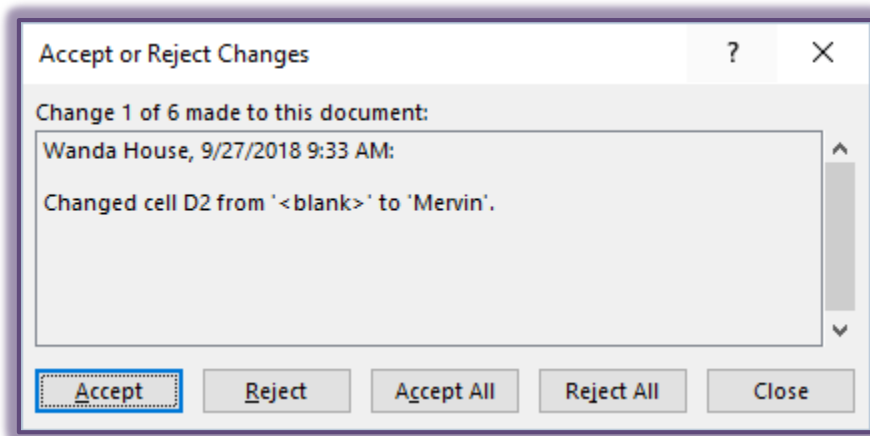 Accept or Reject Changes ?
Change 1 of 6 made to this document:
Wanda House, 9/27/2018 9:33 AM:
Changed cell D2 from '<blank>' to 'Mervin'.
Accept Reject Accept All Reject All Close